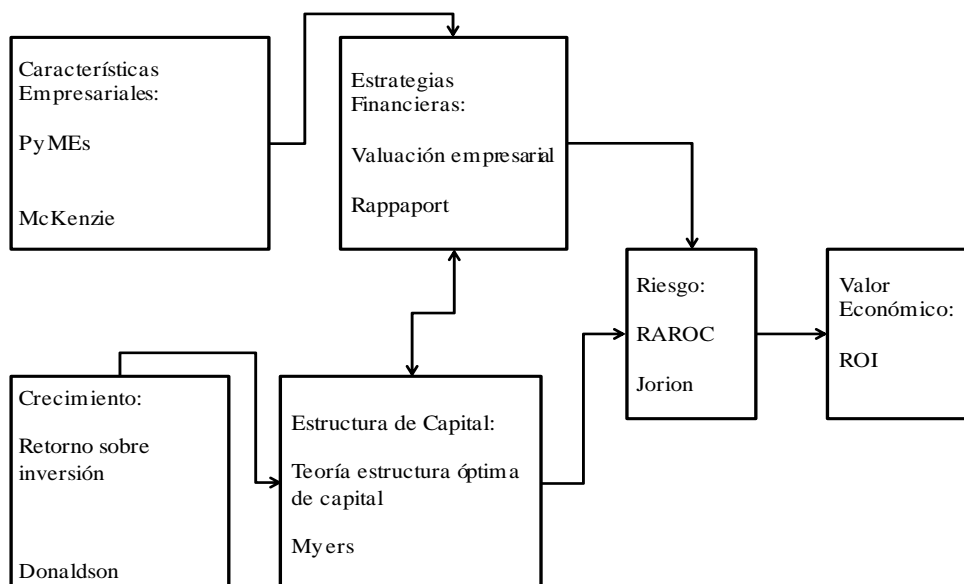 Características
Empresariales:
PyMEs
McKenzie
Estrategias
Financieras:
Valuación empresarial
Rappaport
Crecimiento:
Retorno sobre
inversión
Donaldson
Estructura de Capital:
Teoría estructura óptima
de capital
Myers
Riesgo:
RAROC
Jorion
Valor
Económico:
ROI